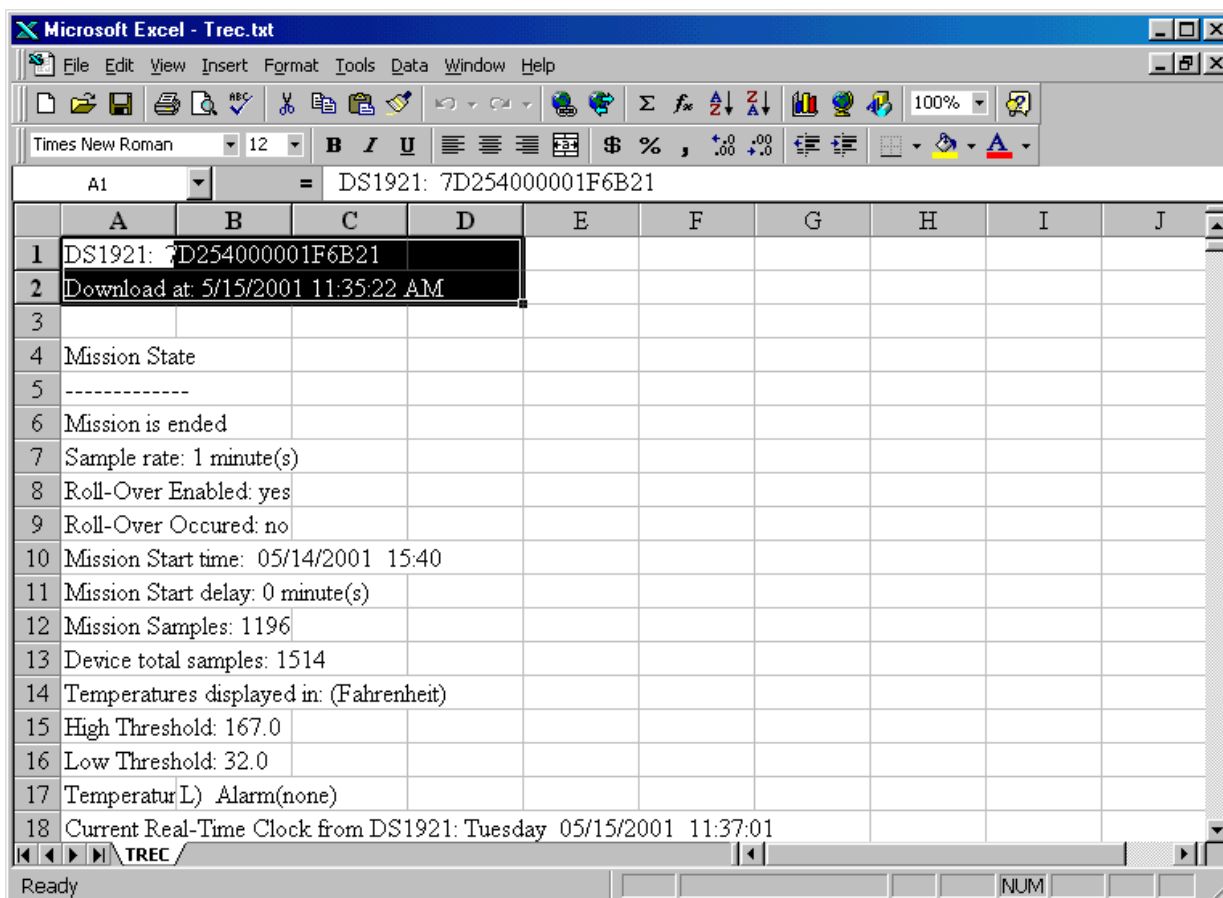 Microsoft Excel - Trec.txt
File Edit View Insert Format Tools Data Window Help
ABC Σ fx A Z Z A 100% ?
Times New Roman 12 B I U $ % , +.0 .00 .00 +.0 A
A1 = DS1921: 7D254000001F6B21
A B C D E F G H I J
1 DS1921: 7D254000001F6B21
2 Download at: 5/15/2001 11:35:22 AM
3
4 Mission State
5 -------------
6 Mission is ended
7 Sample rate: 1 minute(s)
8 Roll-Over Enabled: yes
9 Roll-Over Occured: no
10 Mission Start time: 05/14/2001 15:40
11 Mission Start delay: 0 minute(s)
12 Mission Samples: 1196
13 Device total samples: 1514
14 Temperatures displayed in: (Fahrenheit)
15 High Threshold: 167.0
16 Low Threshold: 32.0
17 Temperatur L) Alarm(none)
18 Current Real-Time Clock from DS1921: Tuesday 05/15/2001 11:37:01
TREC
Ready NUM